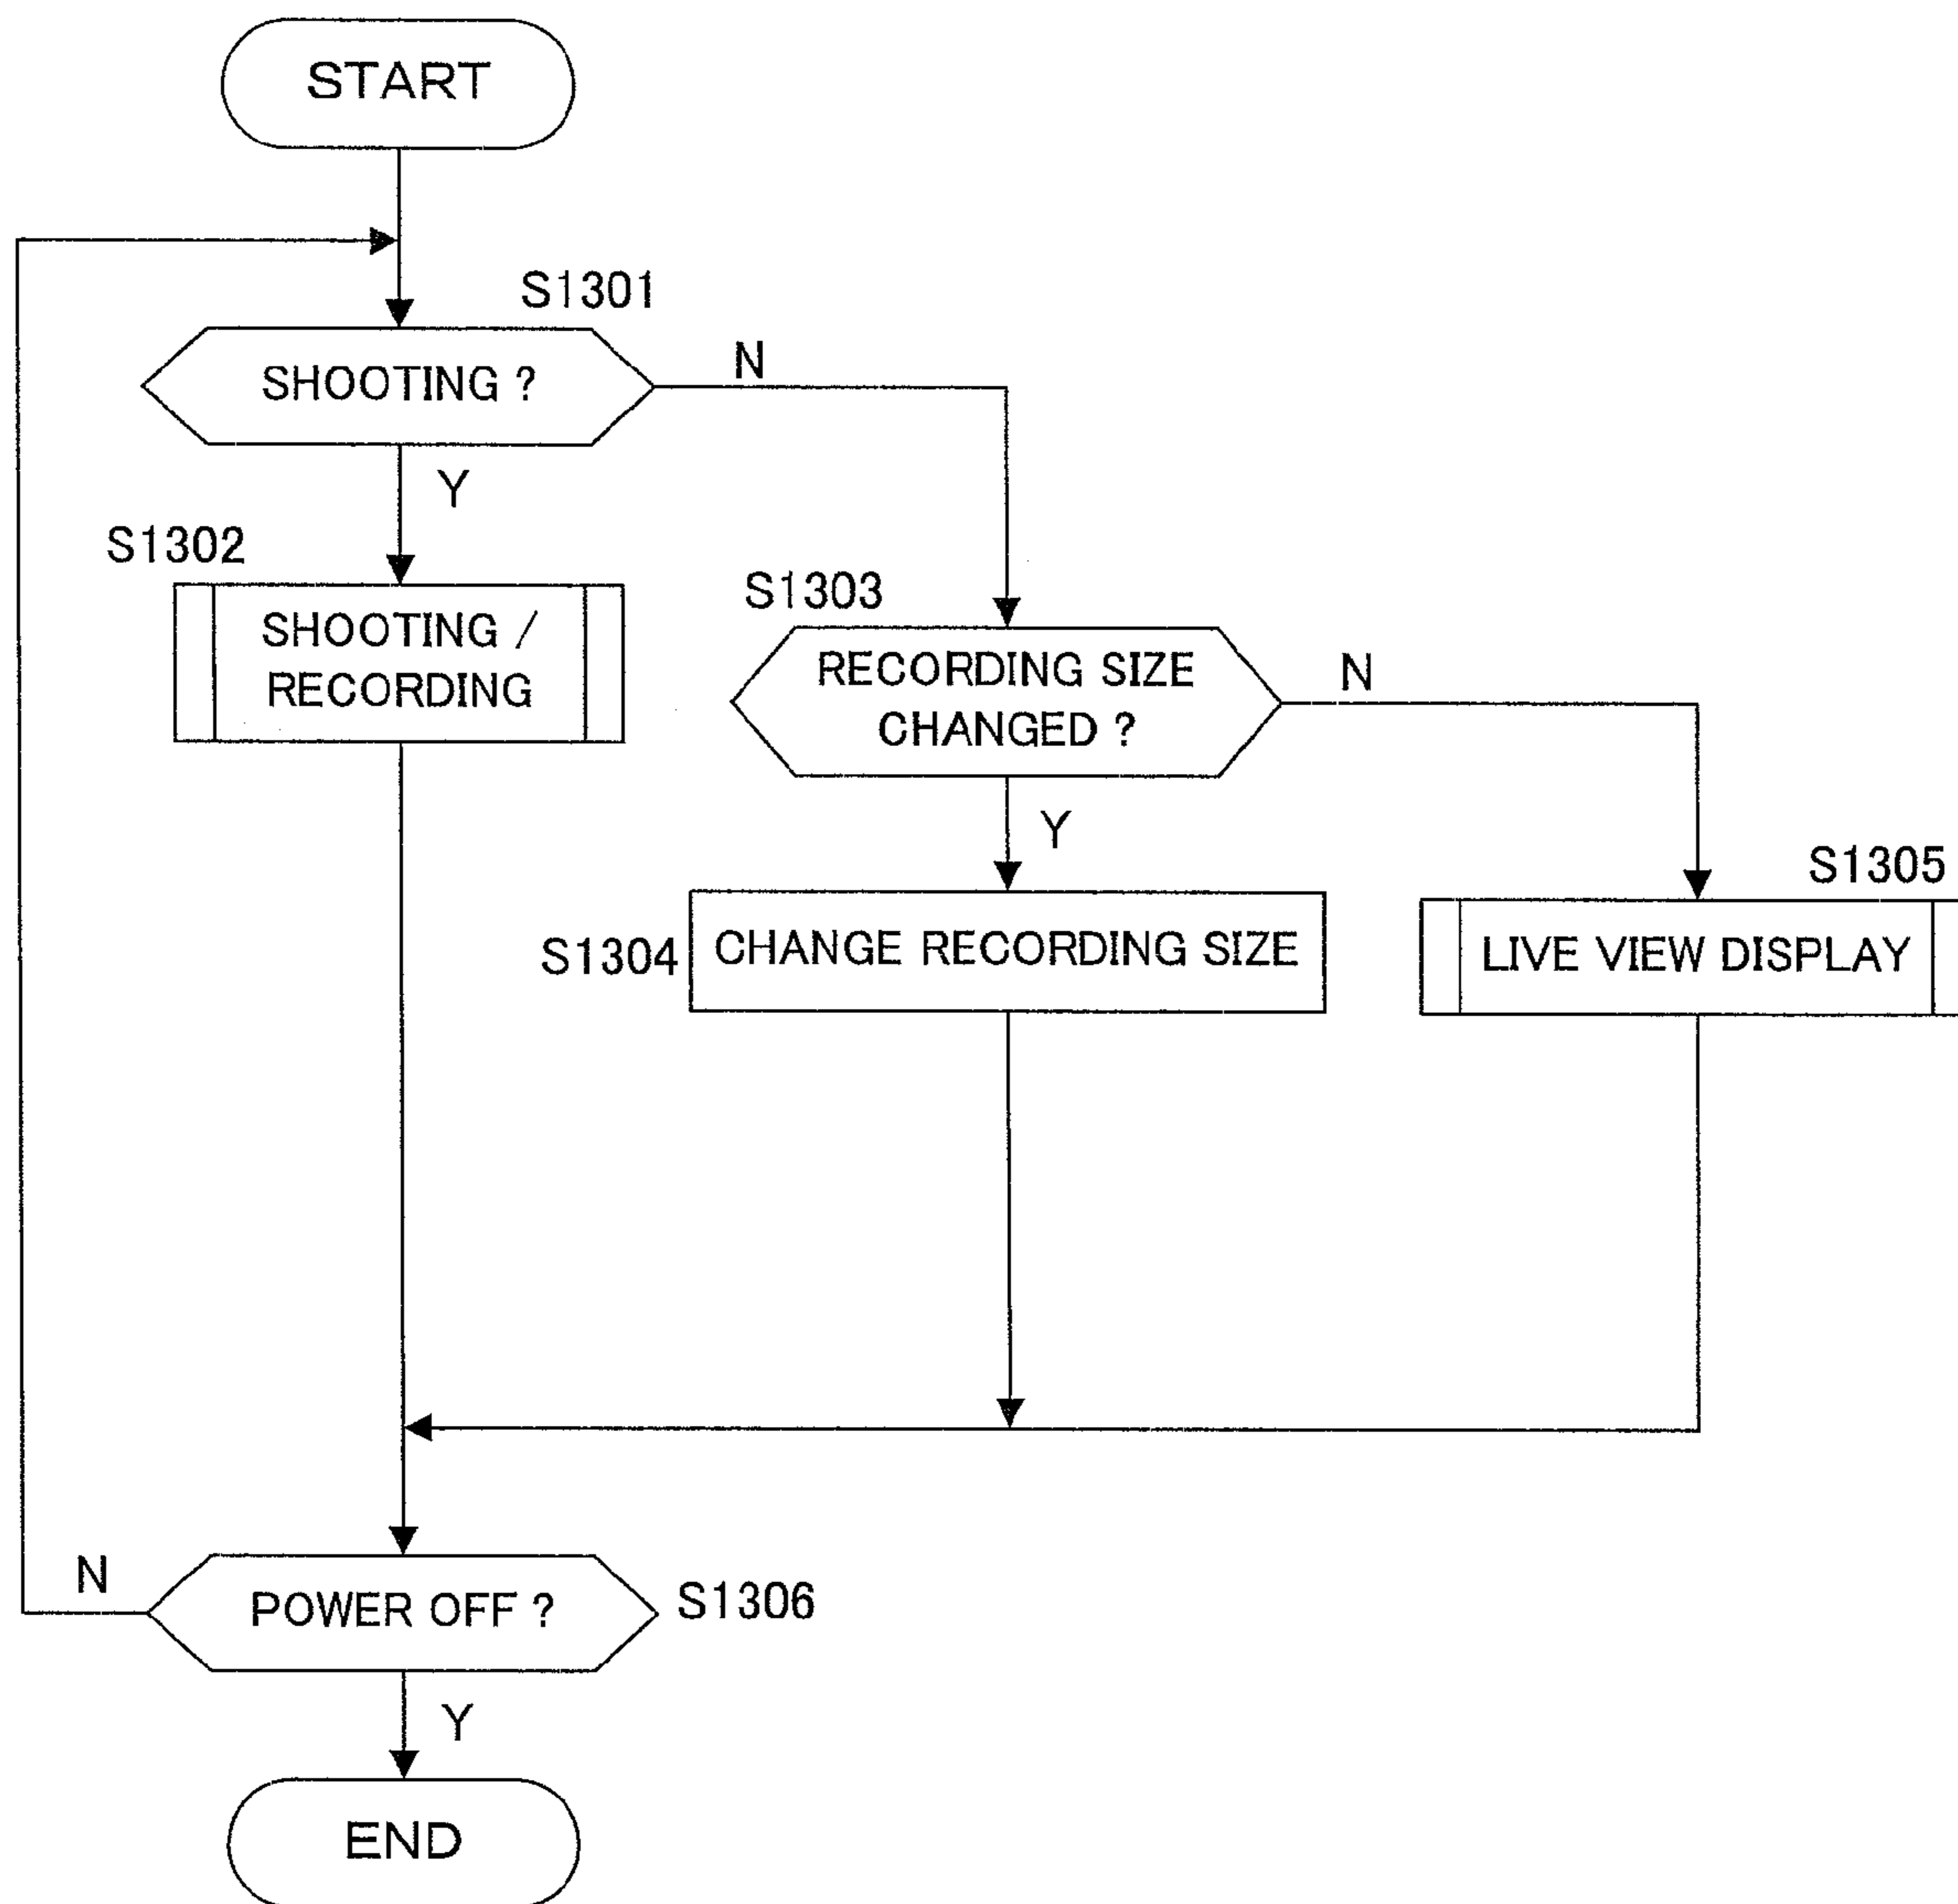 START
S1301
SHOOTING ?
N
Y
S1302
SHOOTING /
RECORDING
S1303
RECORDING SIZE
CHANGED ?
N
Y
S1304
CHANGE RECORDING SIZE
S1305
LIVE VIEW DISPLAY
N
POWER OFF ?
S1306
Y
END